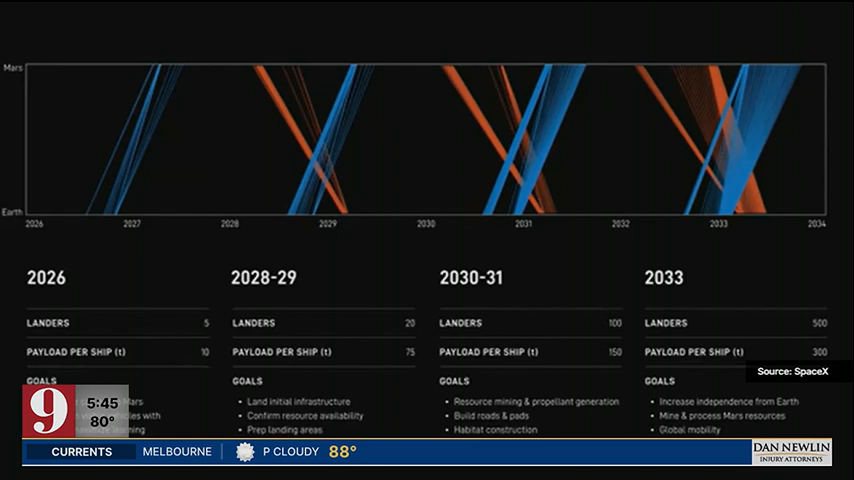 Mars
Earth
2026 2027 2028 2029 2030 2031 2032 2033 2034
2026 2028-29 2030-31 2033
LANDERS 5 LANDERS 20 LANDERS 100 LANDERS 500
PAYLOAD PER SHIP (t) 10 PAYLOAD PER SHIP (t) 75 PAYLOAD PER SHIP (t) 150 PAYLOAD PER SHIP (t) 300
Source: SpaceX
GOALS GOALS GOALS GOALS
Mars • Land initial infrastructure • Resource mining & propellant generation • Increase independence from Earth
with • Confirm resource availability • Build roads & pads • Mine & process Mars resources
learning • Prep landing areas • Habitat construction • Global mobility
9 5:45
80°
CURRENTS MELBOURNE P CLOUDY 88°
DAN NEWLIN
INJURY ATTORNEYS